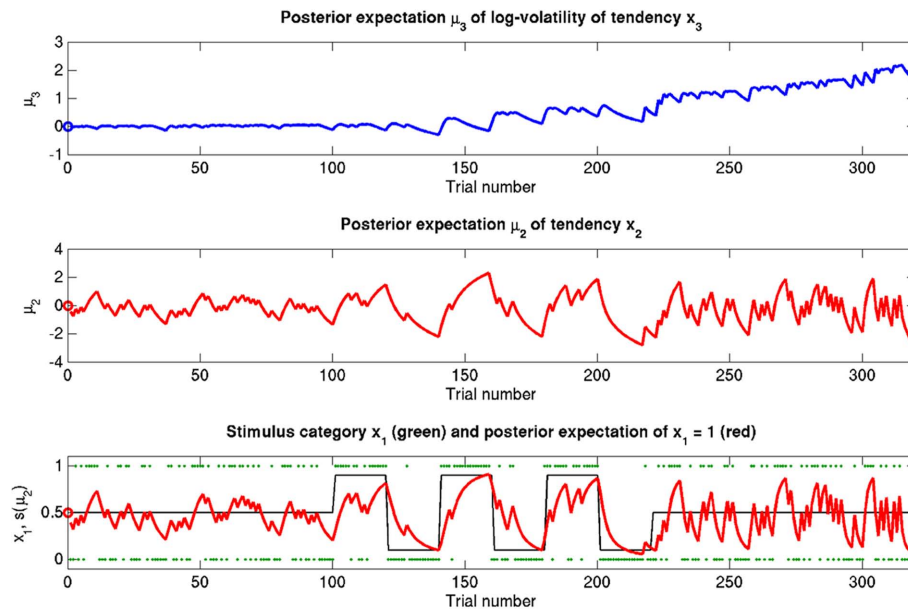 Posterior expectation μ3 of log-volatility of tendency x3
3
2
1
0
-1
μ3
0 50 100 150 200 250 300
Trial number
Posterior expectation μ2 of tendency x2
4
2
0
-2
-4
μ2
0 50 100 150 200 250 300
Trial number
Stimulus category x1 (green) and posterior expectation of x1 = 1 (red)
1
0.5
0
x1, s(μ2)
0 50 100 150 200 250 300
Trial number